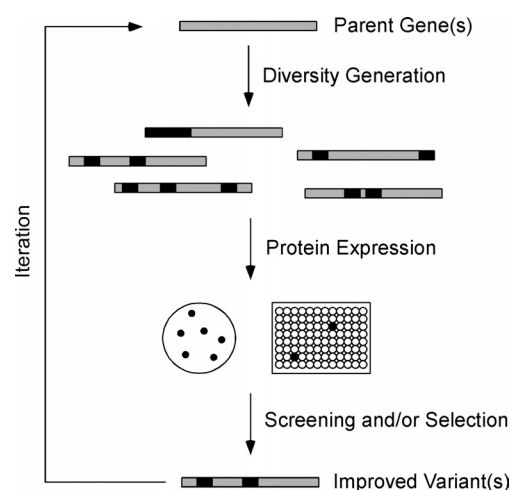 Parent Gene(s)
Diversity Generation
Protein Expression
Iteration
Screening and/or Selection
Improved Variant(s)